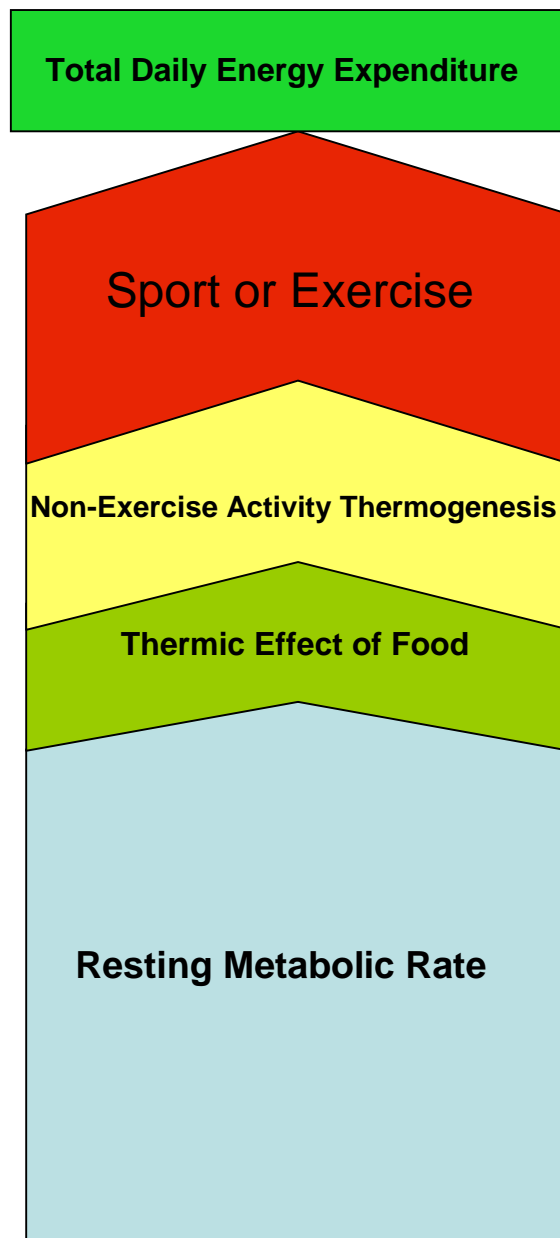 Total Daily Energy Expenditure
Sport or Exercise
Non-Exercise Activity Thermogenesis
Thermic Effect of Food
Resting Metabolic Rate